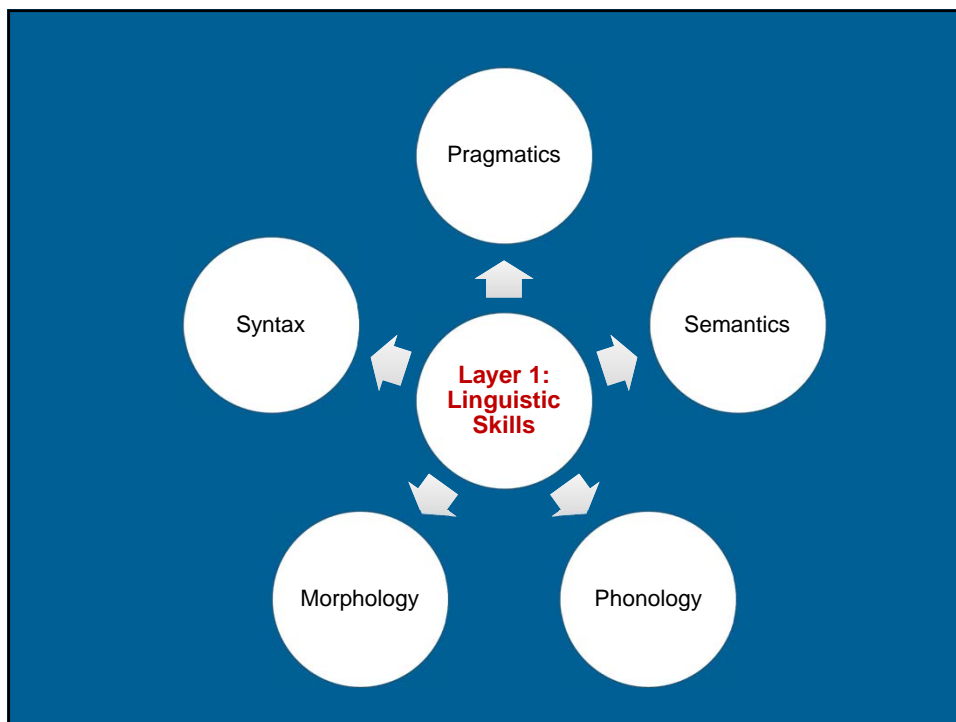 Pragmatics
Syntax
Semantics
Layer 1:
Linguistic
Skills
Morphology
Phonology